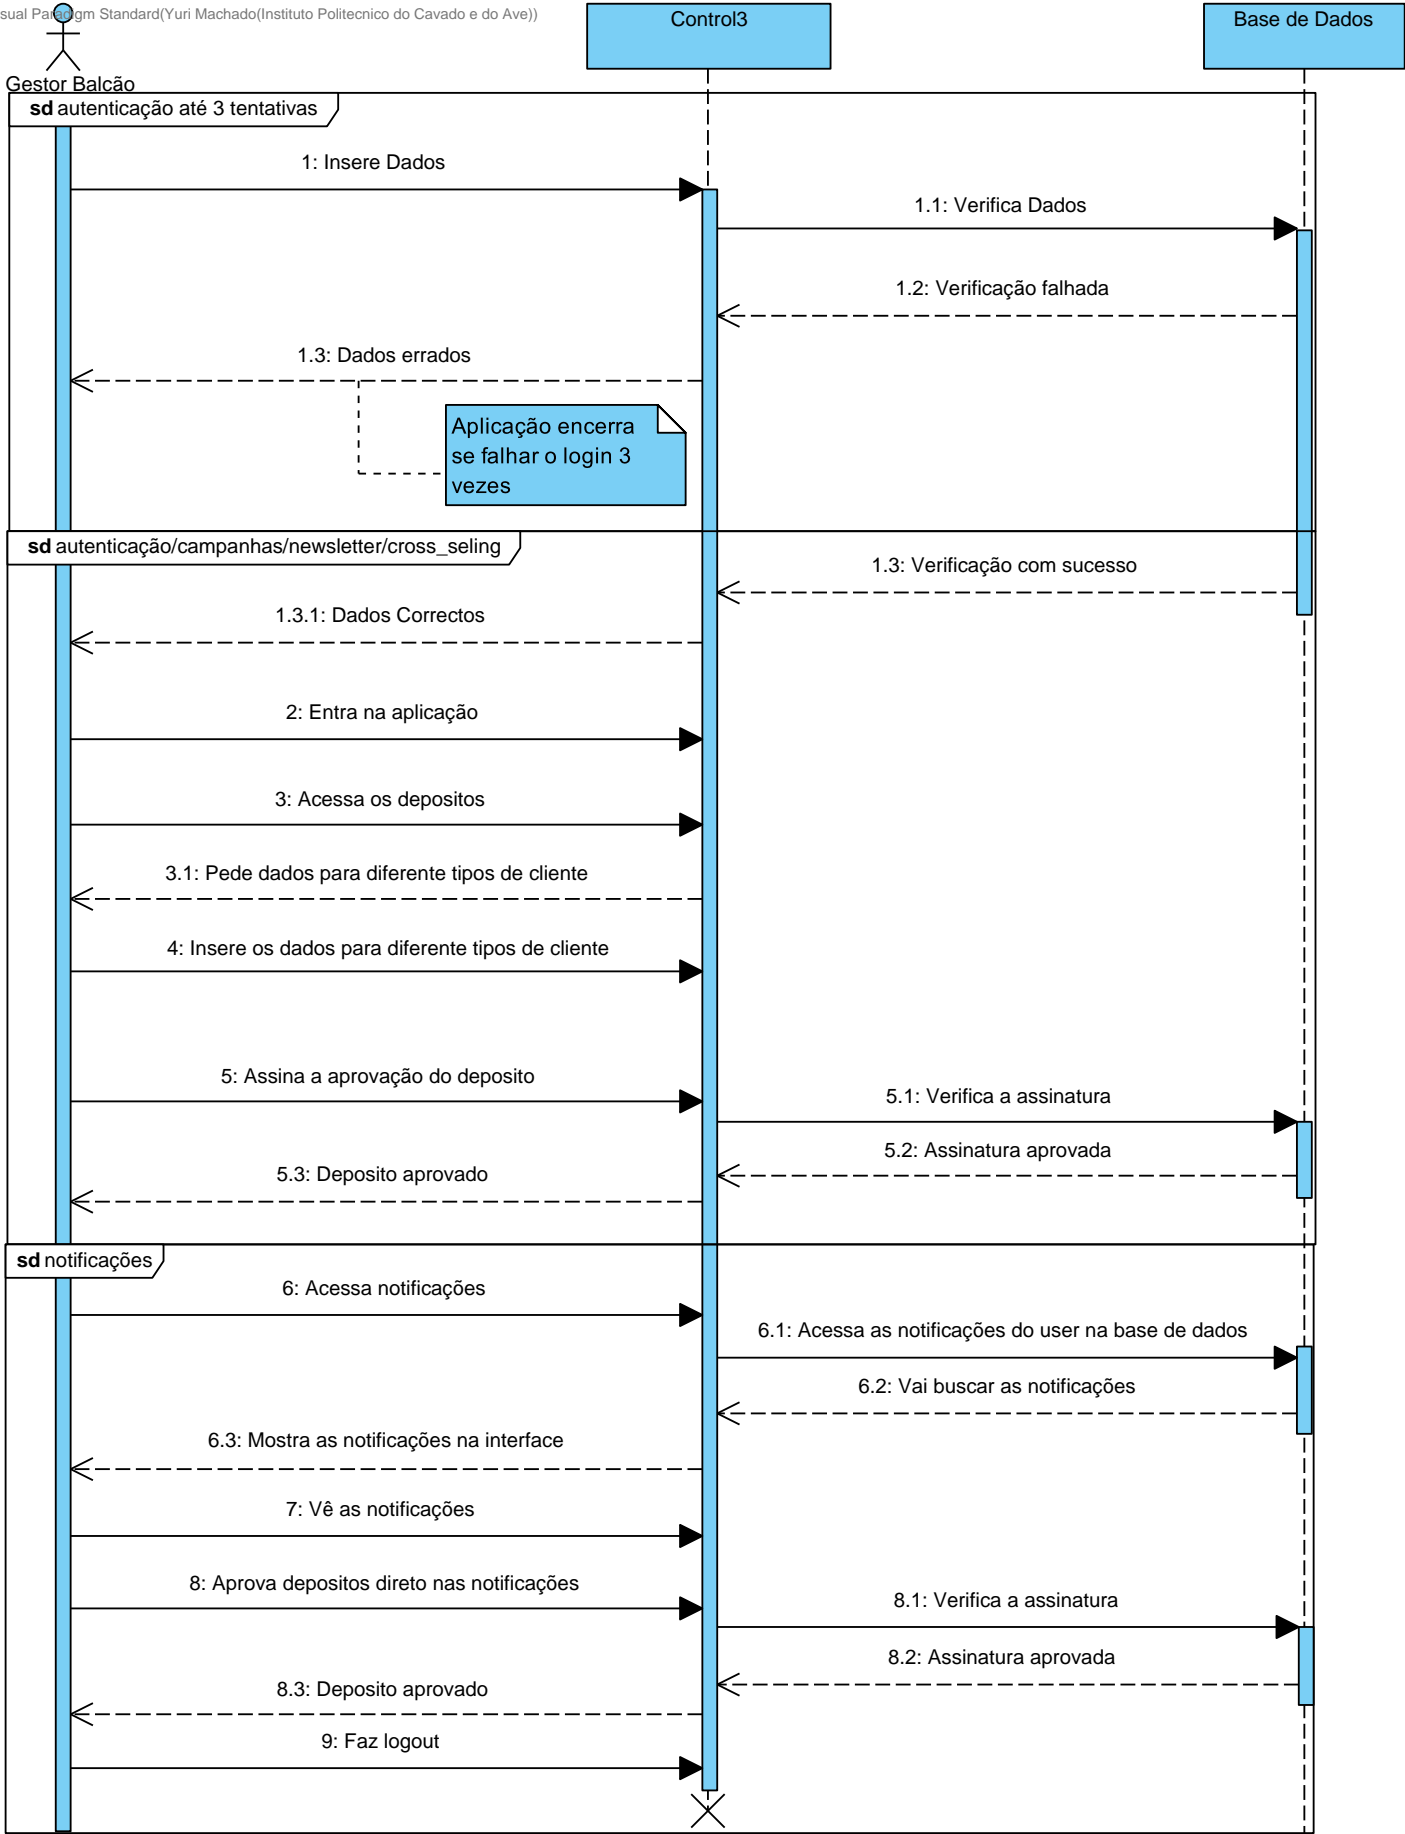 sual Paradigm Standard(Yuri Machado(Instituto Politecnico do Cavado e do Ave))
Control3
Base de Dados
Gestor Balcão
sd autenticação até 3 tentativas
1: Insere Dados
1.1: Verifica Dados
1.2: Verificação falhada
1.3: Dados errados
Aplicação encerra
se falhar o login 3
vezes
sd autenticação/campanhas/newsletter/cross_seling
1.3: Verificação com sucesso
1.3.1: Dados Correctos
2: Entra na aplicação
3: Acessa os depositos
3.1: Pede dados para diferente tipos de cliente
4: Insere os dados para diferente tipos de cliente
5: Assina a aprovação do deposito
5.1: Verifica a assinatura
5.2: Assinatura aprovada
5.3: Deposito aprovado
sd notificações
6: Acessa notificações
6.1: Acessa as notificações do user na base de dados
6.2: Vai buscar as notificações
6.3: Mostra as notificações na interface
7: Vê as notificações
8: Aprova depositos direto nas notificações
8.1: Verifica a assinatura
8.2: Assinatura aprovada
8.3: Deposito aprovado
9: Faz logout